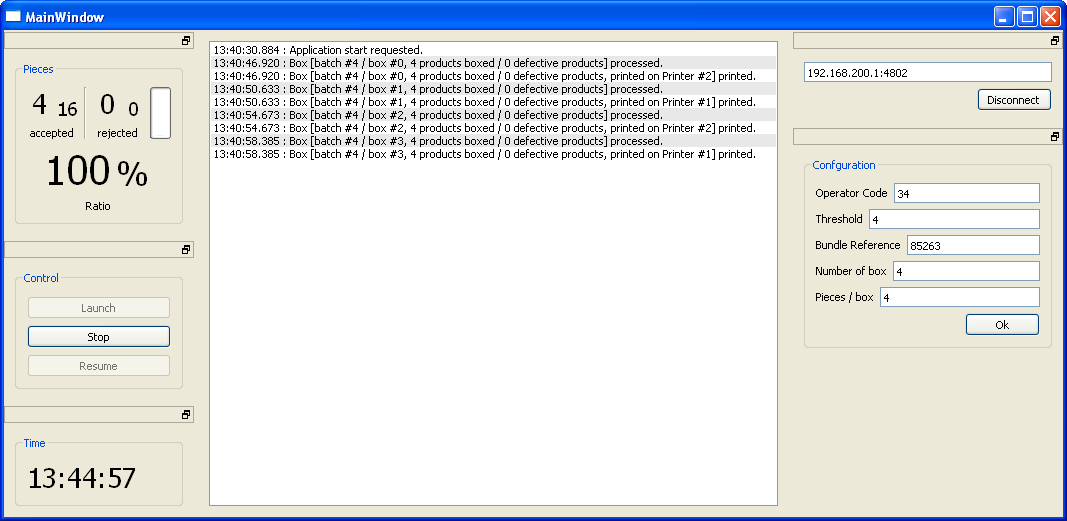 MainWindow
Pieces
4 16 0 0
accepted rejected
100 %
Ratio
Control
Launch
Stop
Resume
Time
13:44:57
13:40:30.884 : Application start requested.
13:40:46.920 : Box [batch #4 / box #0, 4 products boxed / 0 defective products] processed.
13:40:46.920 : Box [batch #4 / box #0, 4 products boxed / 0 defective products, printed on Printer #2] printed.
13:40:50.633 : Box [batch #4 / box #1, 4 products boxed / 0 defective products] processed.
13:40:50.633 : Box [batch #4 / box #1, 4 products boxed / 0 defective products, printed on Printer #1] printed.
13:40:54.673 : Box [batch #4 / box #2, 4 products boxed / 0 defective products] processed.
13:40:54.673 : Box [batch #4 / box #2, 4 products boxed / 0 defective products, printed on Printer #2] printed.
13:40:58.385 : Box [batch #4 / box #3, 4 products boxed / 0 defective products] processed.
13:40:58.385 : Box [batch #4 / box #3, 4 products boxed / 0 defective products, printed on Printer #1] printed.
192.168.200.1:4802
Disconnect
Confguration
Operator Code 34
Threshold 4
Bundle Reference 85263
Number of box 4
Pieces / box 4
Ok